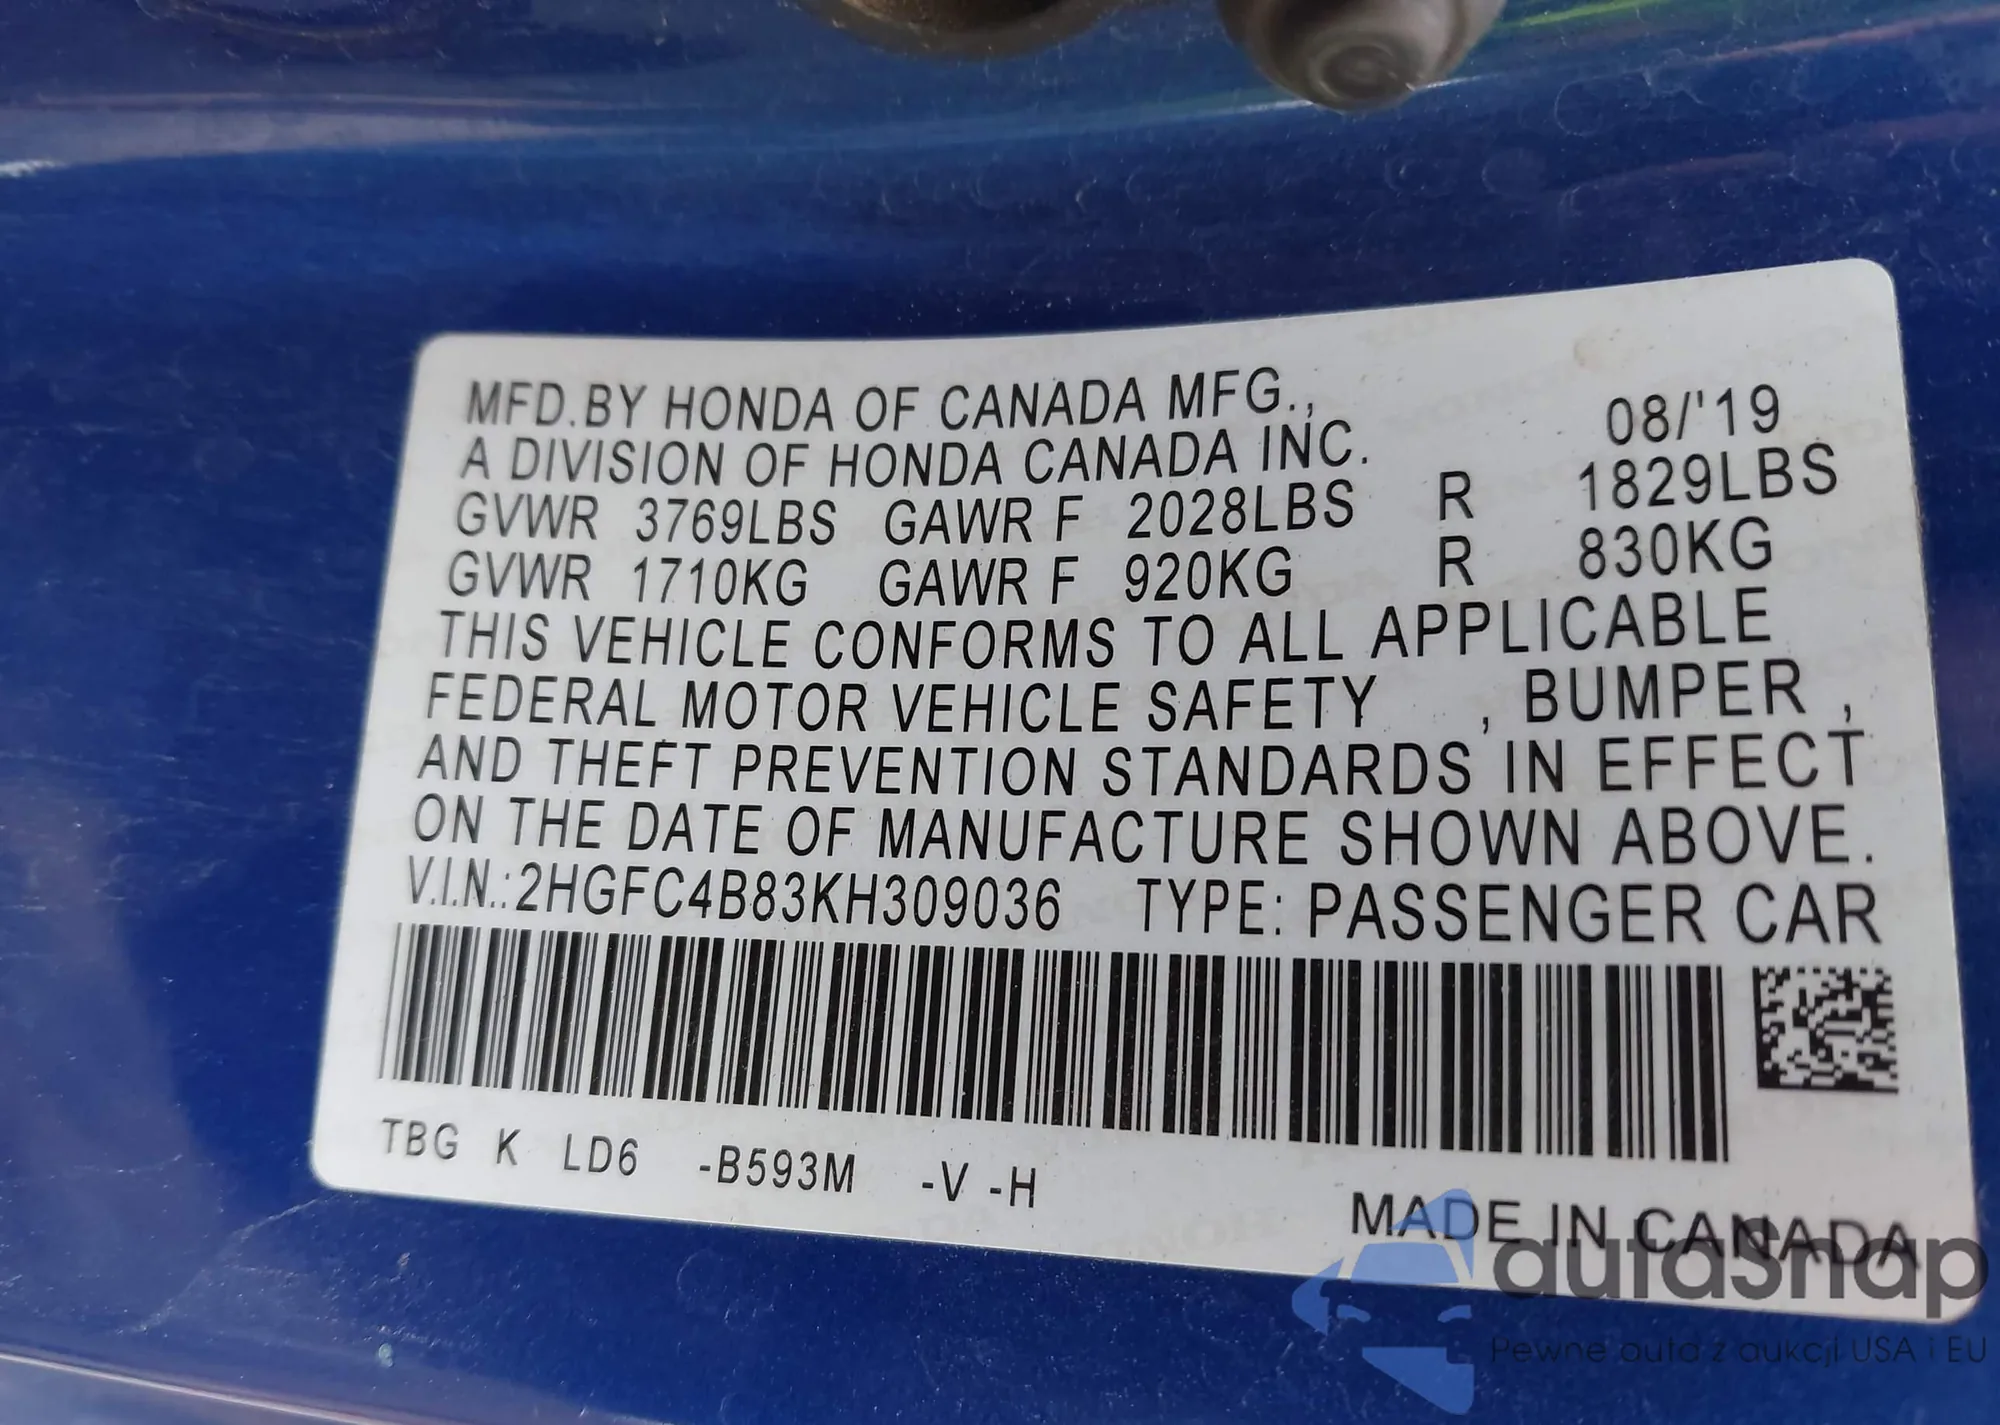 MFD.BY HONDA OF CANADA MFG.,
A DIVISION OF HONDA CANADA INC. 08/'19
GVWR 3769LBS GAWR F 2028LBS R 1829LBS
GVWR 1710KG GAWR F 920KG R 830KG
THIS VEHICLE CONFORMS TO ALL APPLICABLE
FEDERAL MOTOR VEHICLE SAFETY , BUMPER ,
AND THEFT PREVENTION STANDARDS IN EFFECT
ON THE DATE OF MANUFACTURE SHOWN ABOVE.
V.I.N.:2HGFC4B83KH309036 TYPE: PASSENGER CAR
TBG K LD6 -B593M -V -H
MADE IN CANADA
autaSnap
Pewne auta z aukcji USA i EU